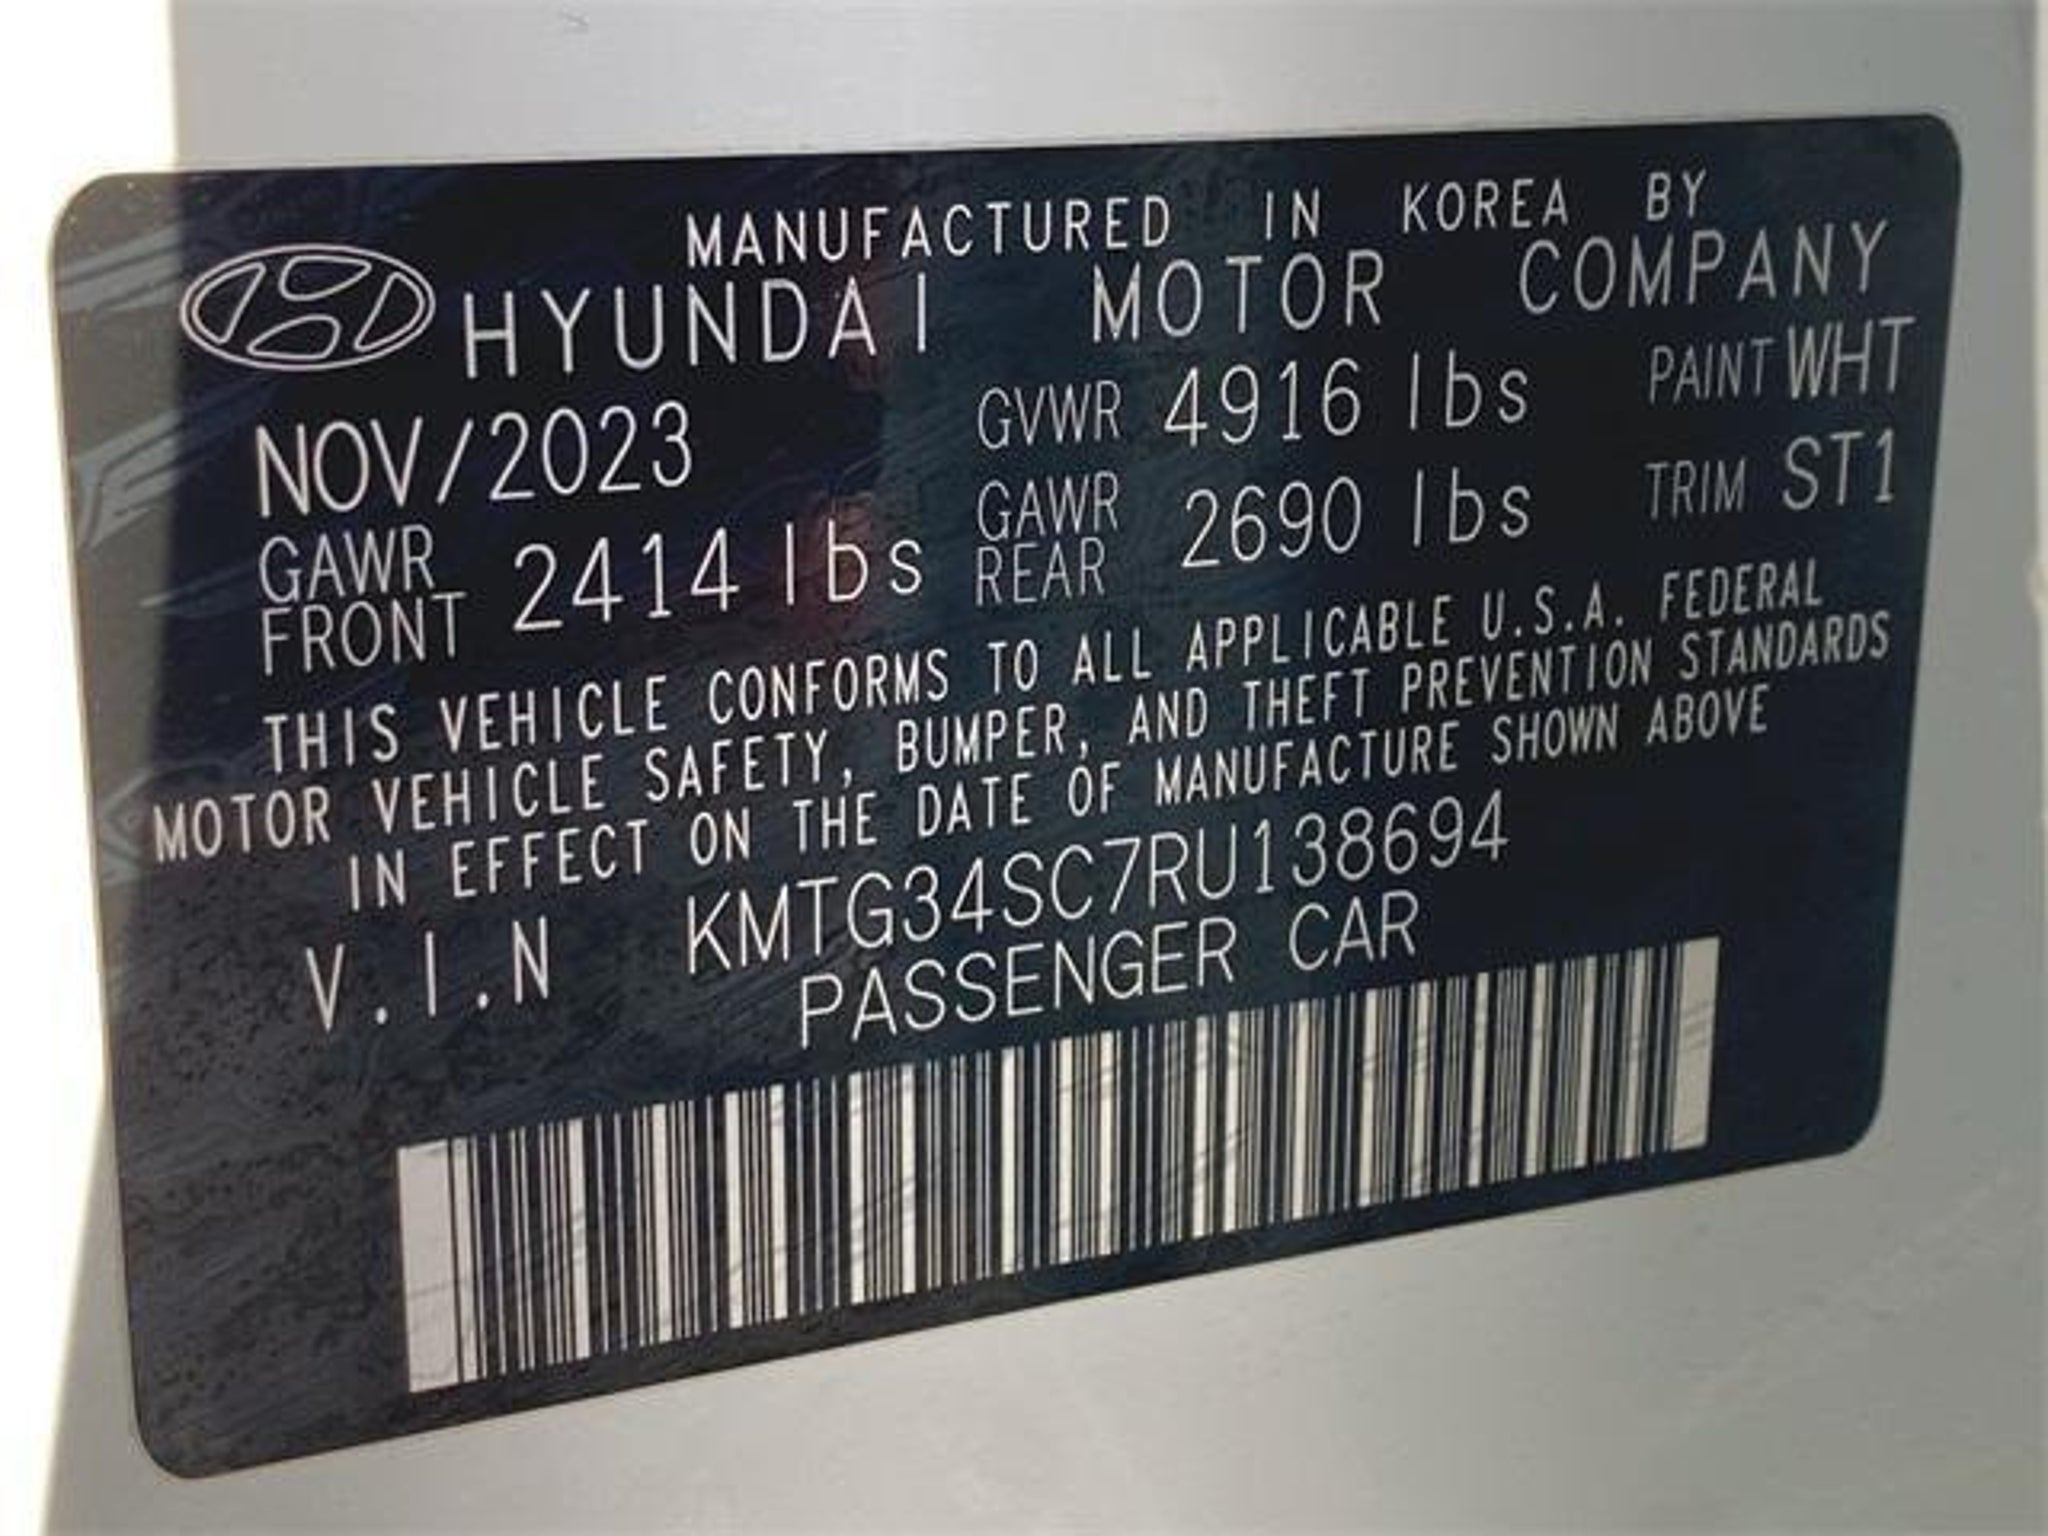 MANUFACTURED IN KOREA BY
HYUNDAI MOTOR COMPANY
NOV/2023 GVWR 4916 lbs PAINT WHT
GAWR FRONT 2414 lbs GAWR REAR 2690 lbs TRIM ST1
THIS VEHICLE CONFORMS TO ALL APPLICABLE U.S.A. FEDERAL
MOTOR VEHICLE SAFETY, BUMPER, AND THEFT PREVENTION STANDARDS
IN EFFECT ON THE DATE OF MANUFACTURE SHOWN ABOVE
V.I.N KMTG34SC7RU138694
PASSENGER CAR